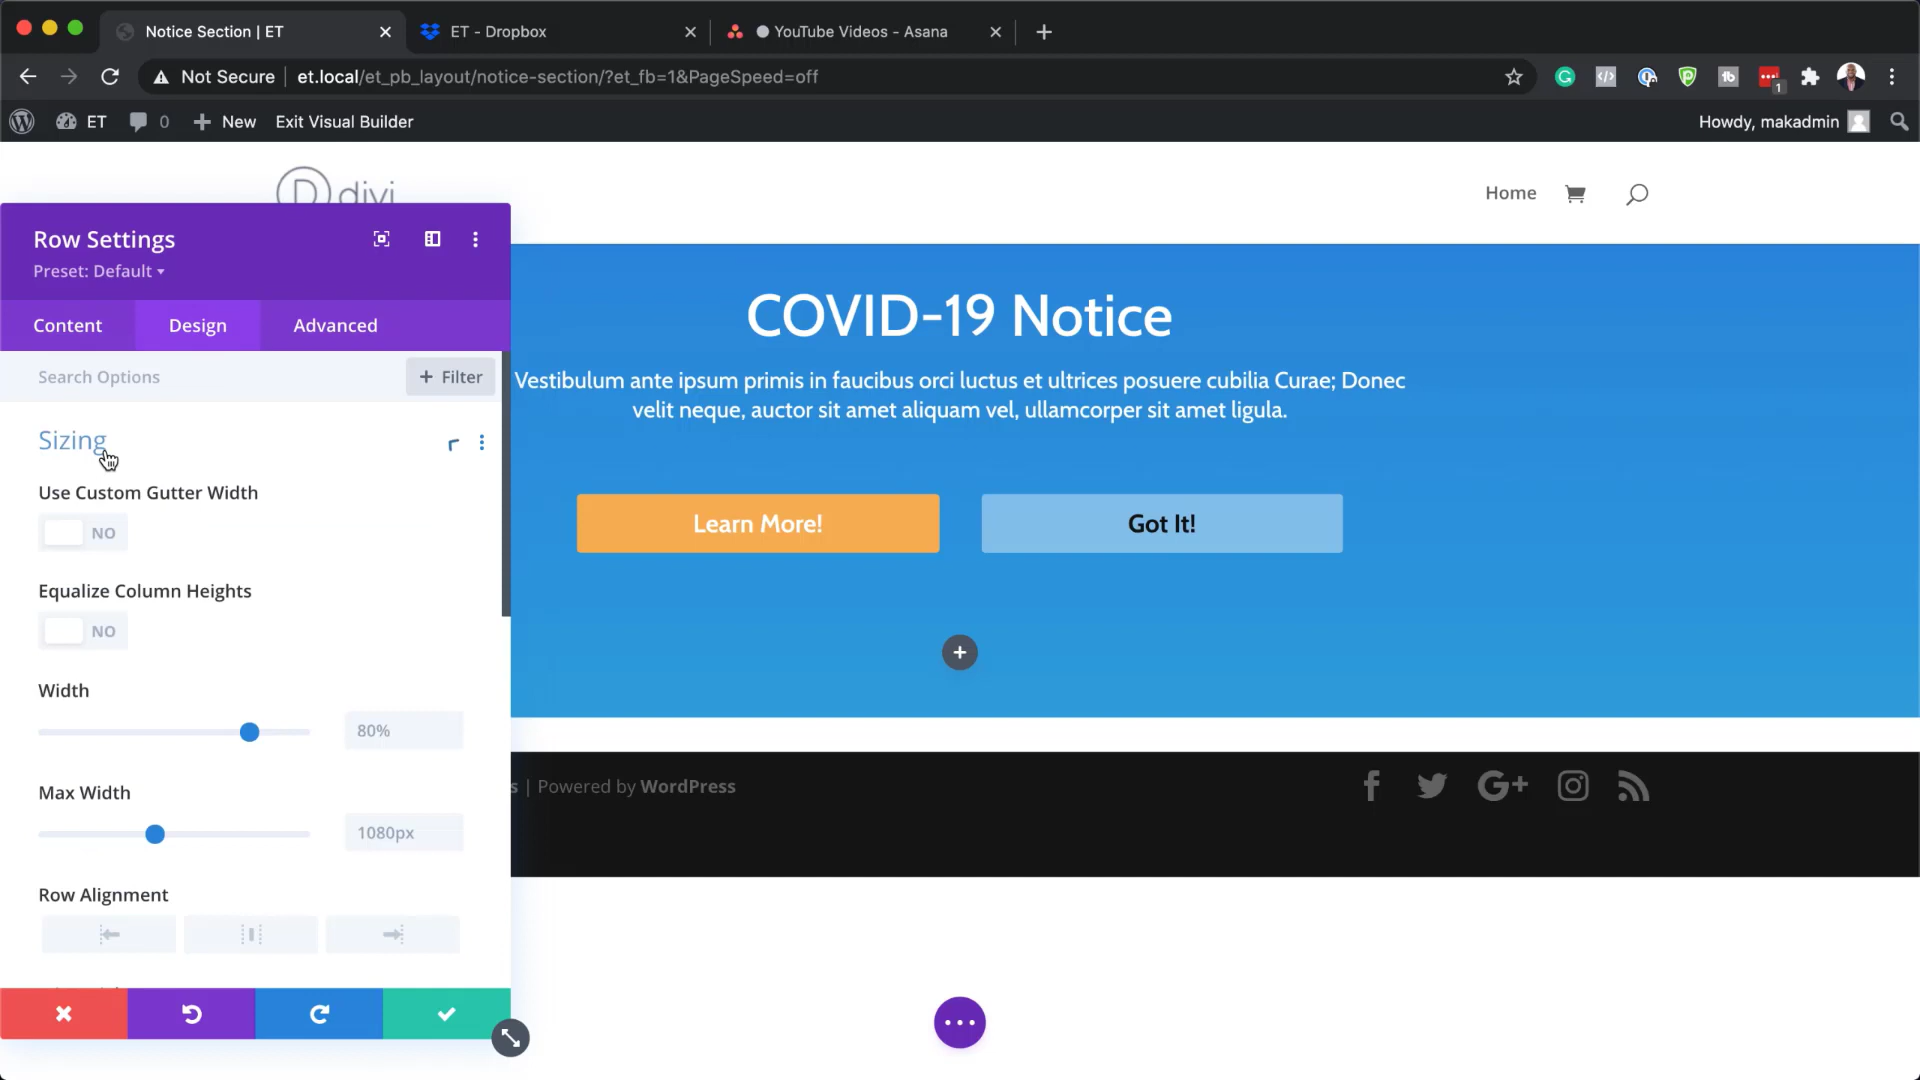 Notice Section | ET
ET - Dropbox
YouTube Videos - Asana
Not Secure
et.local/et_pb_layout/notice-section/?et_fb=1&PageSpeed=off
1
ET
0
New
Exit Visual Builder
Howdy, makadmin
divi
Home
Row Settings
Preset: Default
Content
Design
Advanced
Search Options
+ Filter
Sizing
Use Custom Gutter Width
NO
Equalize Column Heights
NO
Width
80%
Max Width
1080px
Row Alignment
COVID-19 Notice
Vestibulum ante ipsum primis in faucibus orci luctus et ultrices posuere cubilia Curae; Donec
velit neque, auctor sit amet aliquam vel, ullamcorper sit amet ligula.
Learn More!
Got It!
| Powered by WordPress